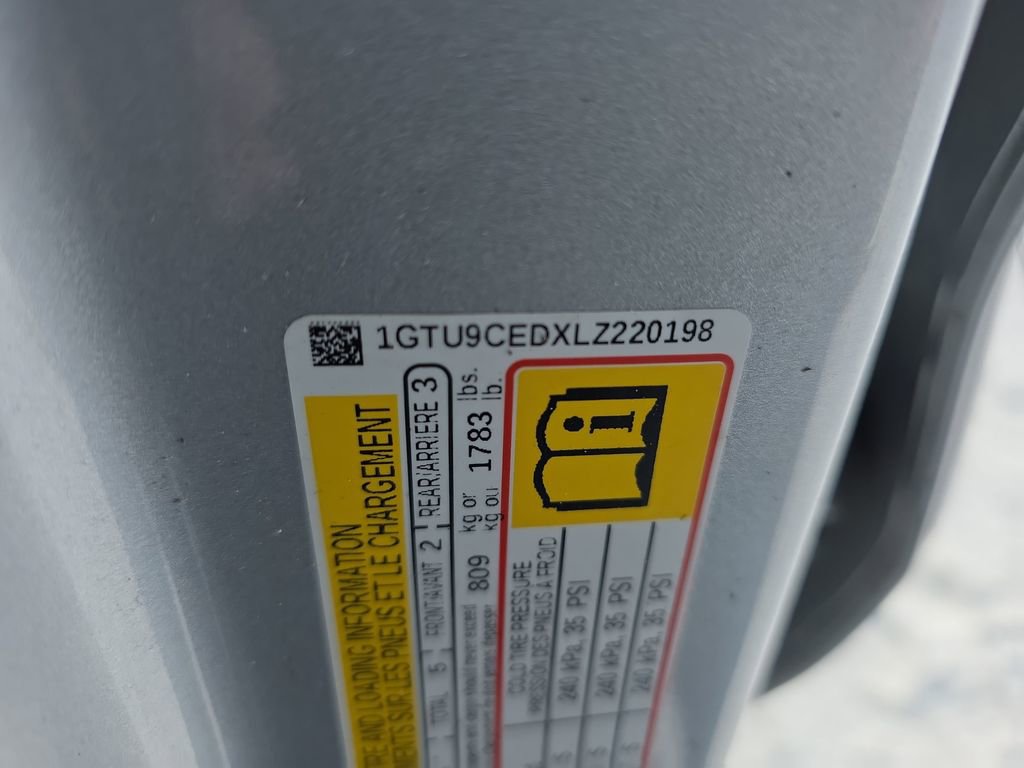 1GTU9CEDXLZ220198
RE AND LOADING INFORMATION
MENTS SUR LES PNEUS ET LE CHARGEMENT
TOTAL 5 FRONT/AVANT 2 REAR/ARRIERE 3
809 kg or 1783 lbs.
kg ou lb.
COLD TIRE PRESSURE
PRESSION DES PNEUS A FROID
240 kPa, 35 PSI
240 kPa, 35 PSI
240 kPa, 35 PSI